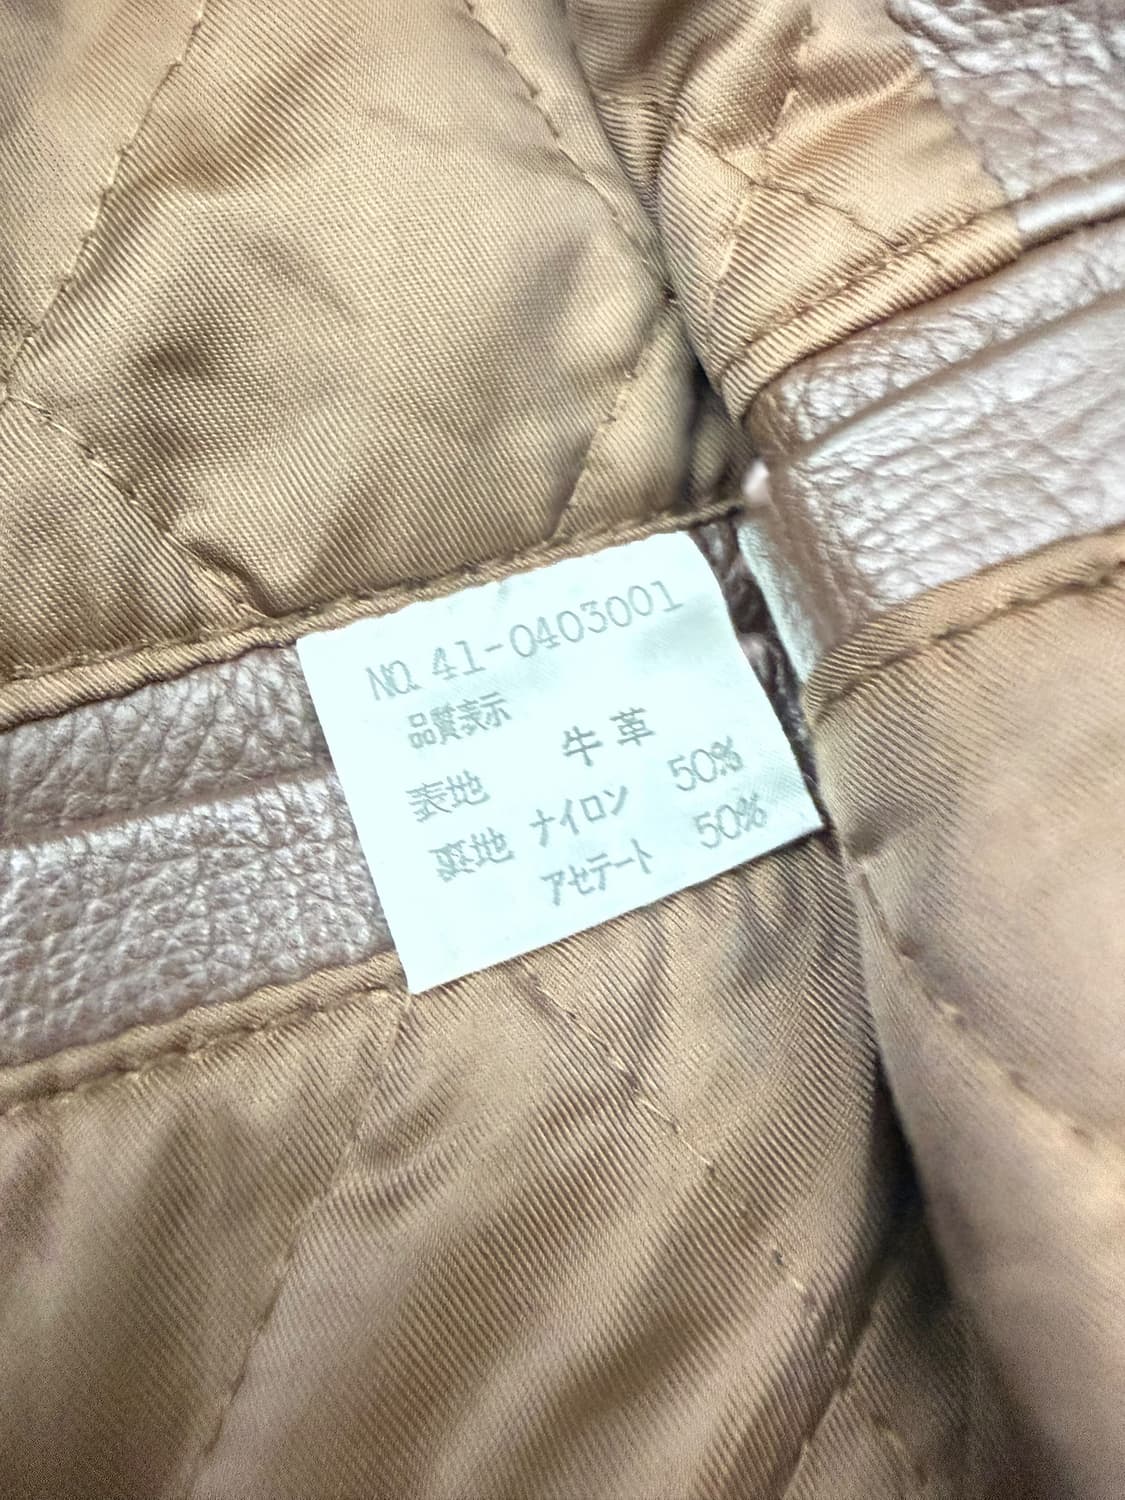 NO. 41-0403001
品質表示
表地 牛革
裏地 ナイロン 50%
アセテート 50%